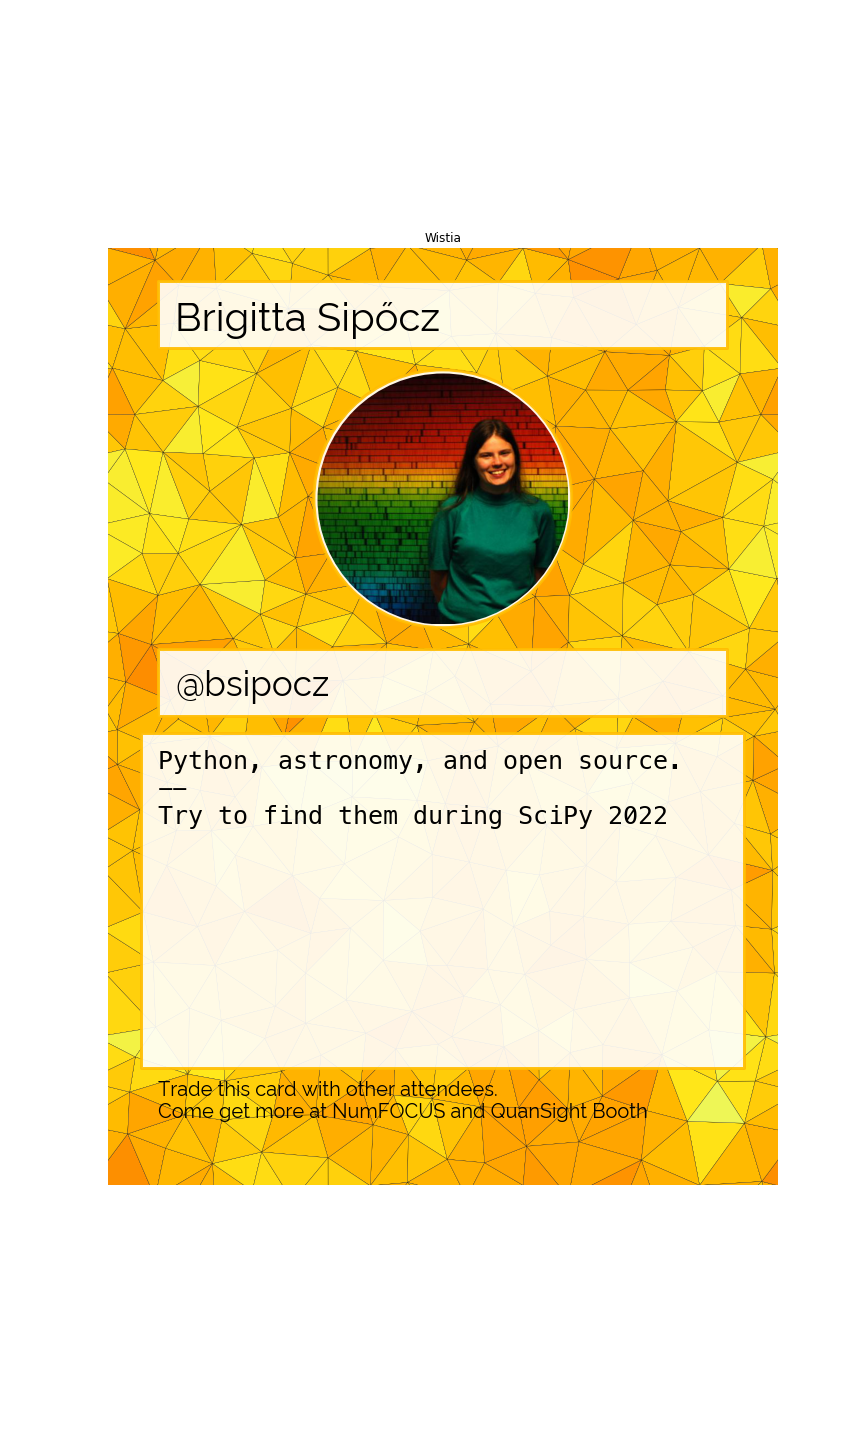 Wistia
Brigitta Sipőcz
@bsipocz
Python, astronomy, and open source.
——
Try to find them during SciPy 2022
Trade this card with other attendees.
Come get more at NumFOCUS and QuanSight Booth